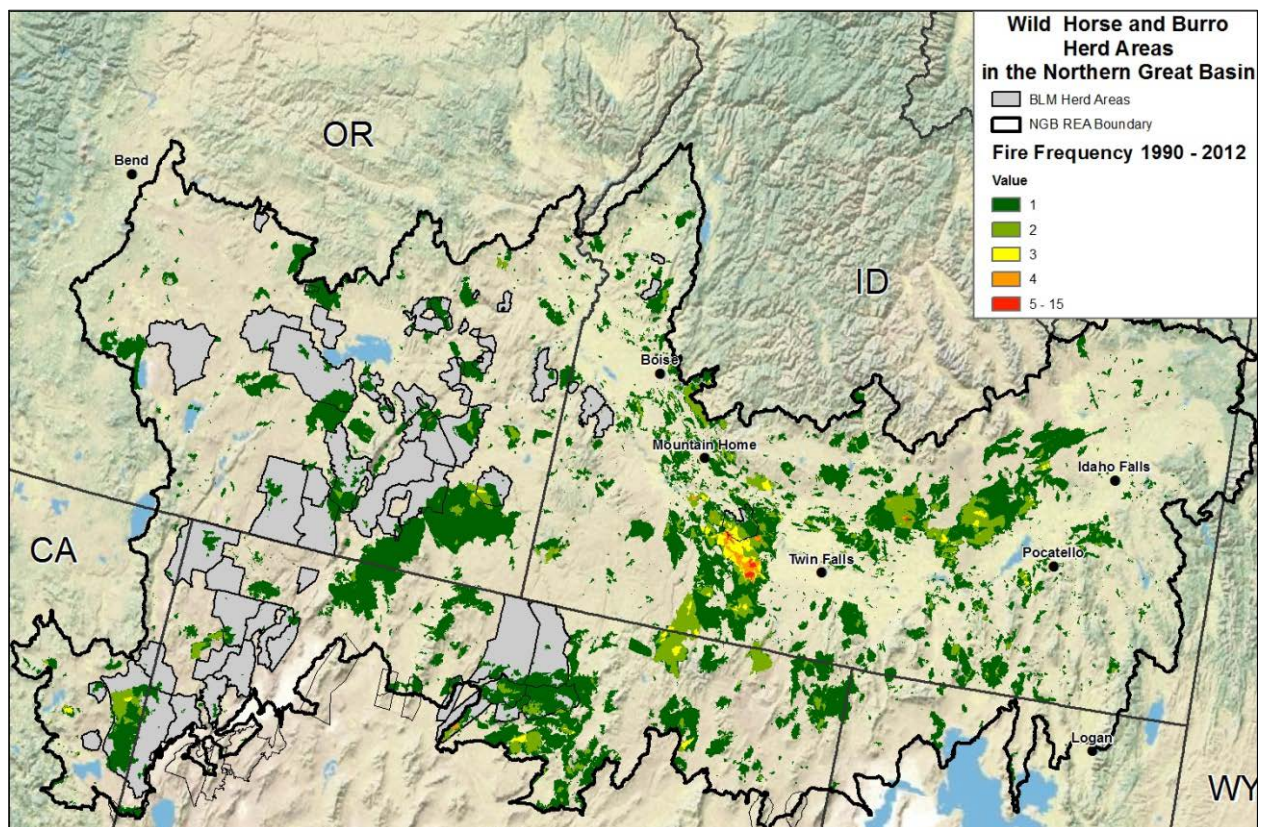 Wild Horse and Burro
Herd Areas
in the Northern Great Basin
BLM Herd Areas
NGB REA Boundary
Fire Frequency 1990 - 2012
Value
1
2
3
4
5 - 15
OR
Bend
ID
Boise
Mountain Home
Idaho Falls
CA
Twin Falls
Pocatello
Logan
WY